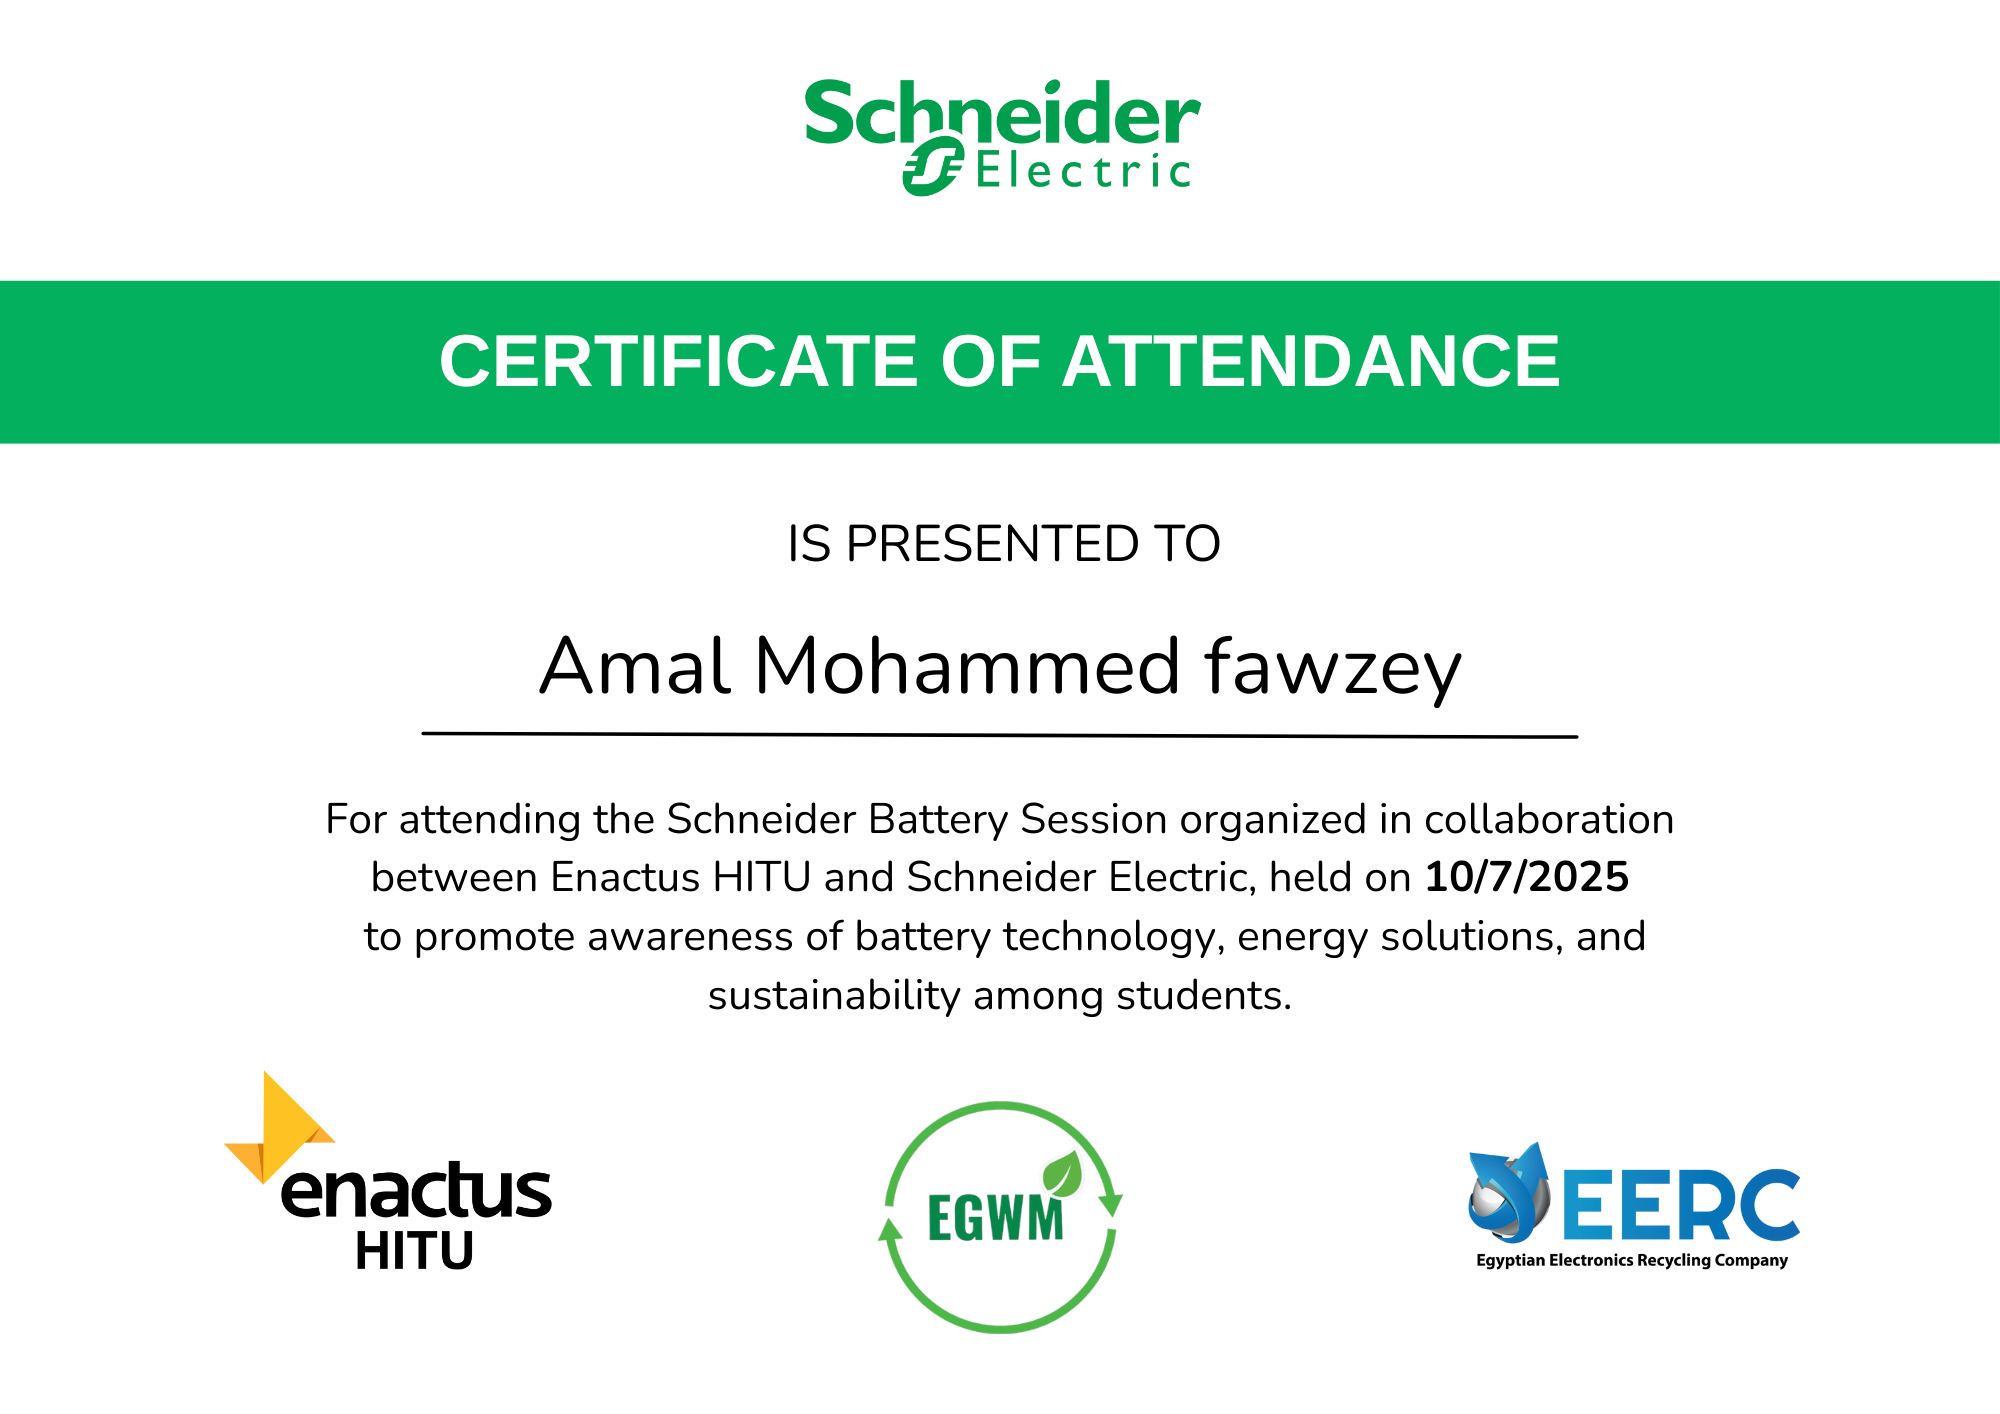 Schneider
Electric
CERTIFICATE OF ATTENDANCE
IS PRESENTED TO
Amal Mohammed fawzey
For attending the Schneider Battery Session organized in collaboration
between Enactus HITU and Schneider Electric, held on 10/7/2025
to promote awareness of battery technology, energy solutions, and
sustainability among students.
enactus
HITU
EGWM
EERC
Egyptian Electronics Recycling Company